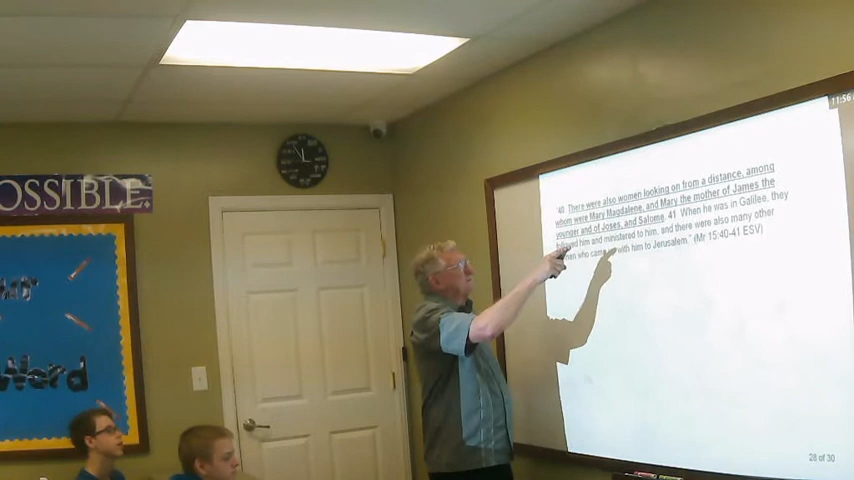 OSSIBLE
Word
11:56
40 There were also women looking on from a distance, among
whom were Mary Magdalene, and Mary the mother of James the
younger and of Joses, and Salome. 41 When he was in Galilee, they
him and ministered to him, and there were also many other
who came with him to Jerusalem." (Mr 15:40-41 ESV)
28 of 30